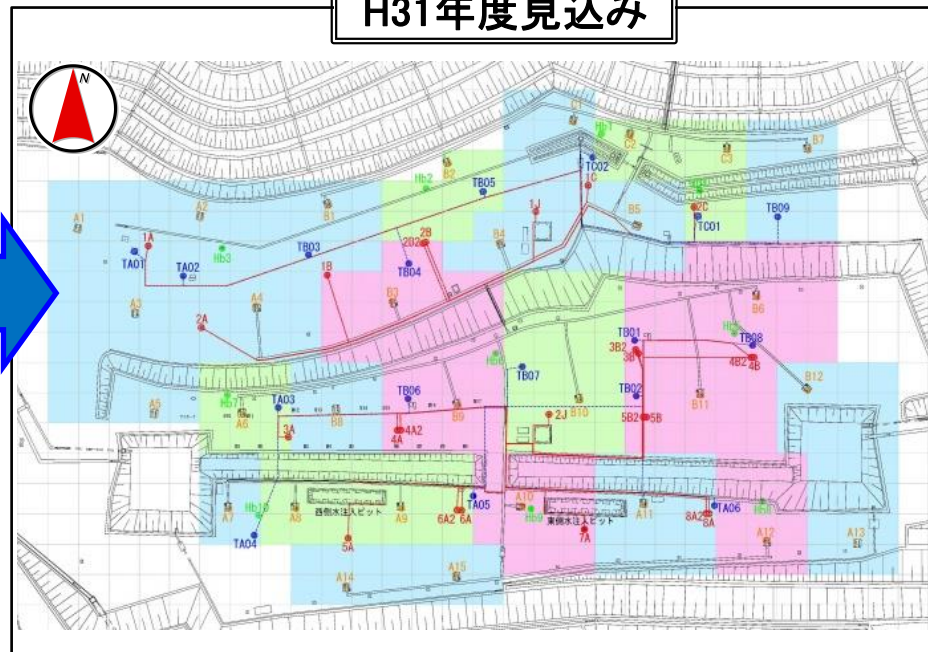 H31年度見込み
N
C1
Hb1
C2
C3
B7
B2
Hb2
TC02
1C
TB05
A1
A2
B1
2C
TC01
TB09
1J
B5
1A
TA01
Hb3
TB03
2B
2D2
B4
TA02
TB04
1B
A3
A4
B3
B6
2A
TB01
3B2
3B
TB08
4B2
4B
TB07
B12
TB02
A5
Hb7
A6
TA03
B8
TB06
B9
B10
B11
2J
5B2
5B
3A
4A2
4A
A7
Hb10
A8
西側水注入ピット
A9
6A2
6A
TA05
A10
Hb9
東側水注入ピット
A11
8A2
8A
TA06
TA04
5A
7A
A12
A13
A14
A15